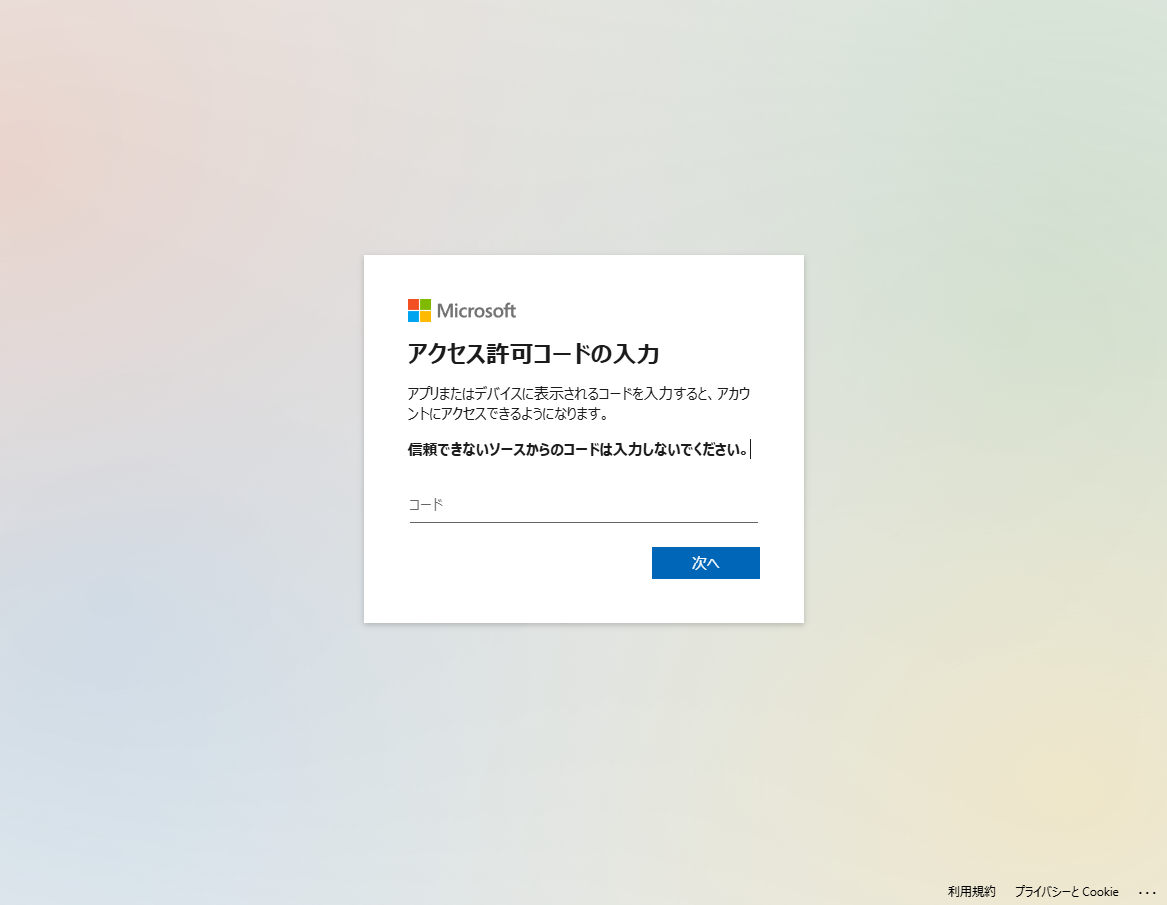 Microsoft
アクセス許可コードの入力
アプリまたはデバイスに表示されるコードを入力すると、アカウ
ントにアクセスできるようになります。
信頼できないソースからのコードは入力しないでください。
コード
次へ
利用規約 プライバシーと Cookie ...